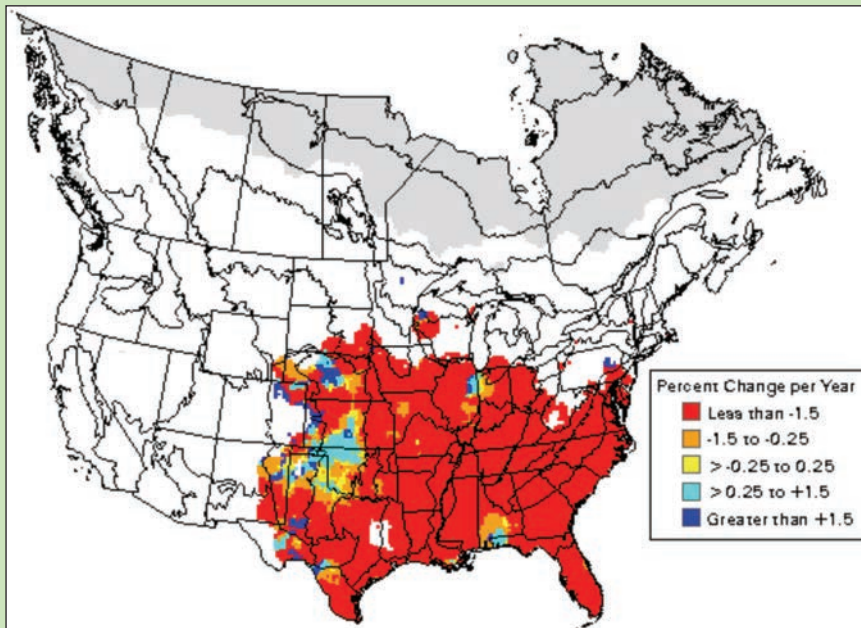 Percent Change per Year
Less than -1.5
-1.5 to -0.25
> -0.25 to 0.25
> 0.25 to +1.5
Greater than +1.5